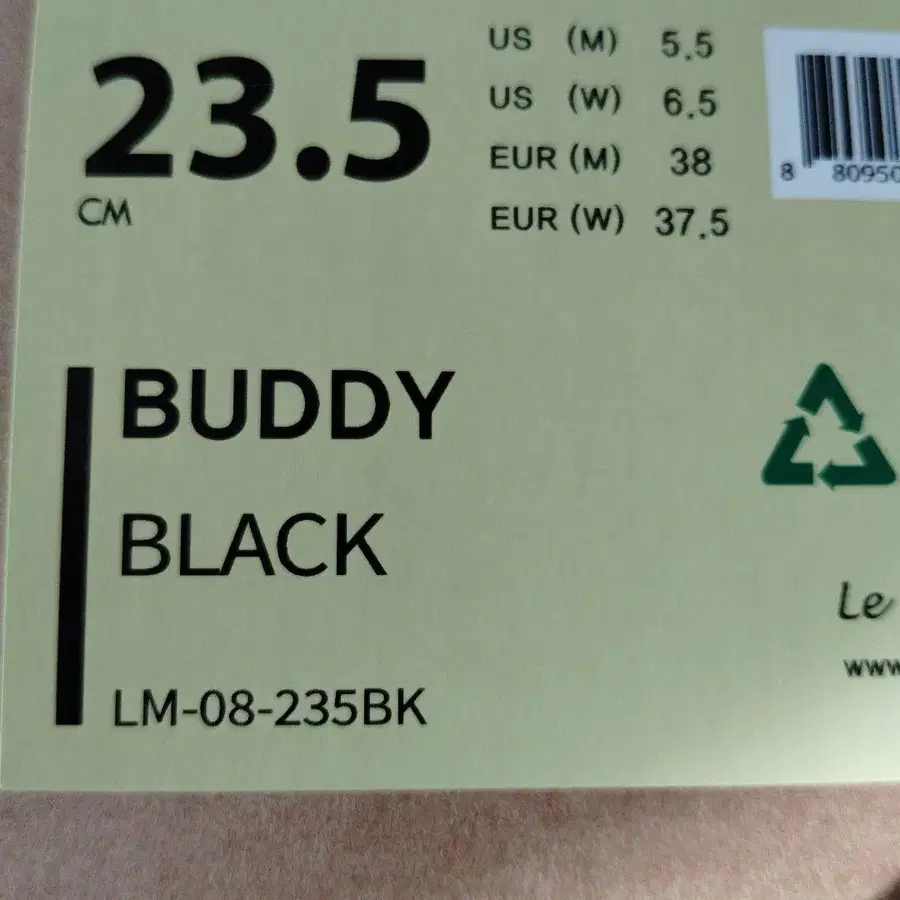 23.5
CM
US (M) 5.5
US (W) 6.5
EUR (M) 38
EUR (W) 37.5
8 80950
BUDDY
BLACK
LM-08-235BK
Le
www